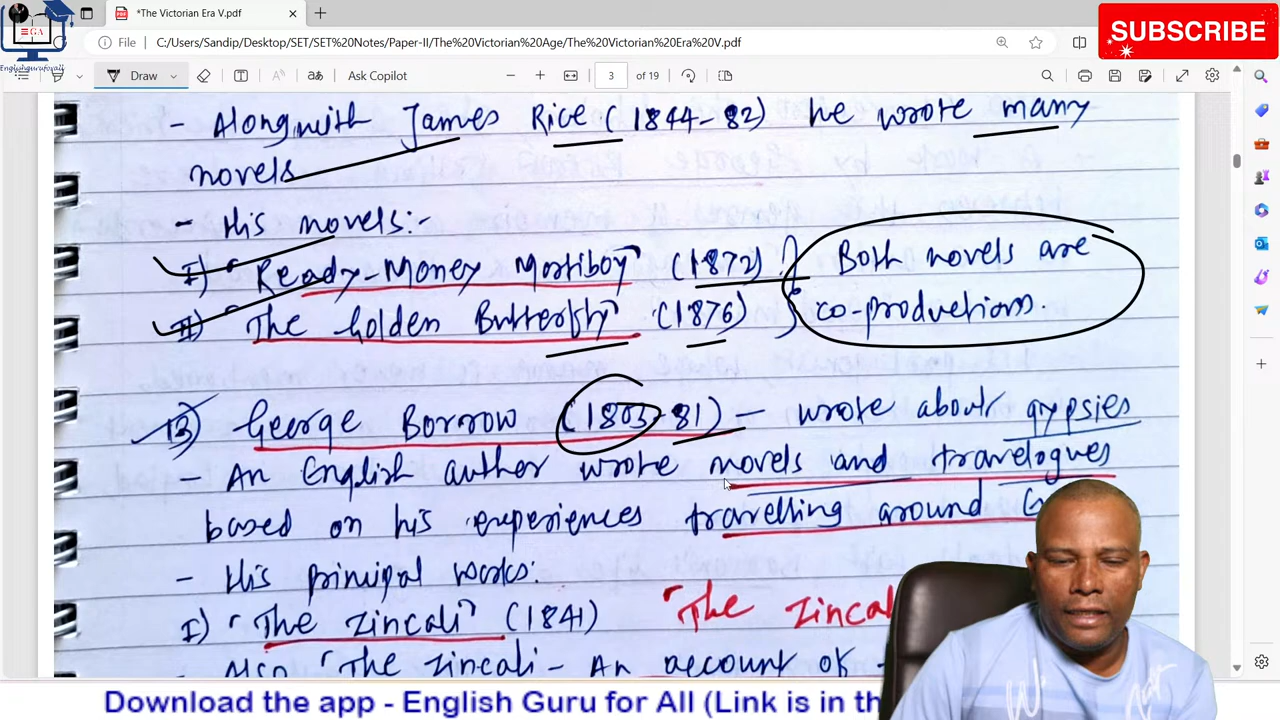 *The Victorian Era V.pdf
EGA
Englishguruforall
File
C:/Users/Sandip/Desktop/SET/SET%20Notes/Paper-II/The%20Victorian%20Age/The%20Victorian%20Era%20V.pdf
SUBSCRIBE
Draw
Ask Copilot
3 of 19
- Alongwith James Rice (1844-82) he wrote many
novels
- His novels:-
I) "Ready-Money Mortiboy" (1872)
II) "The Golden Butterfly" (1876)
Both novels are
co-productions.
13) George Borrow (1803-81) - wrote about gypsies
- An English author wrote novels and travelogues
based on his experiences travelling around
- His principal works:
I) "The Zincali" (1841)
"The Zincal
Also "The Zincali - An account of
Download the app - English Guru for All (Link is in the